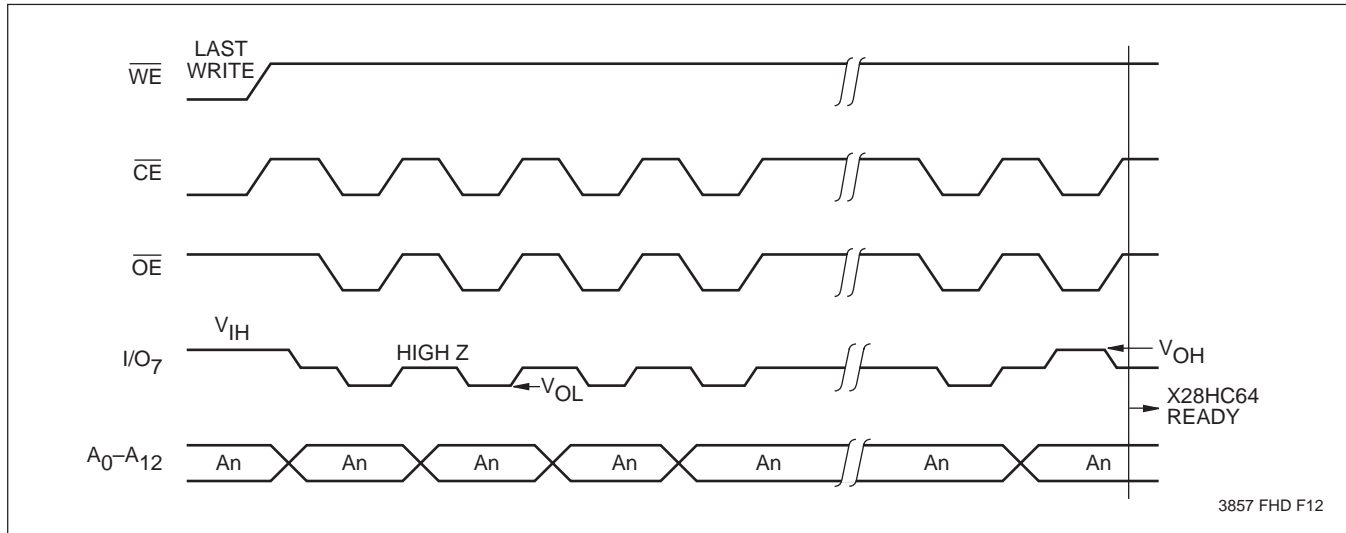 LAST
WRITE
WE
CE
OE
VIH
I/O7
HIGH Z
VOL
VOH
X28HC64
READY
A0–A12
An An An An An An An
3857 FHD F12